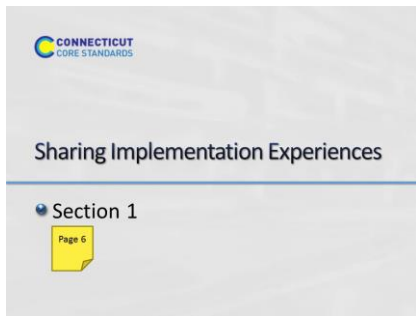 CONNECTICUT
CORE STANDARDS
Sharing Implementation Experiences
Section 1
Page 6